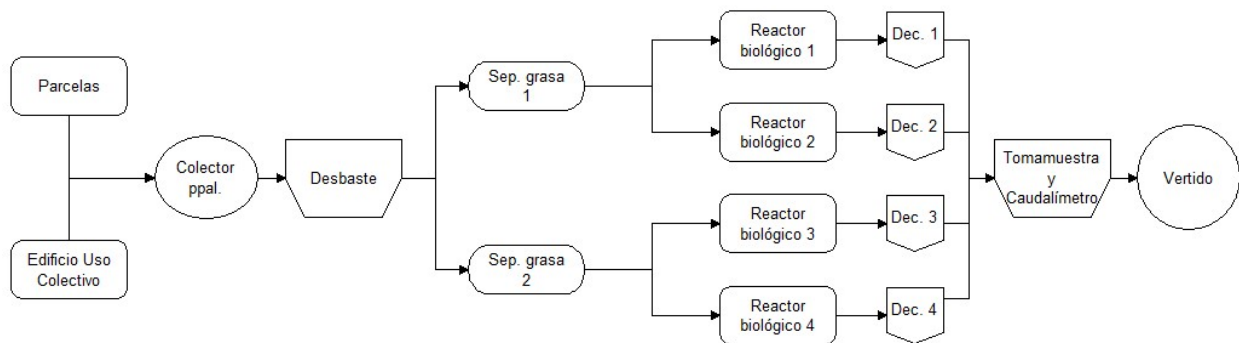 Parcelas
Edificio Uso
Colectivo
Colector
ppal.
Desbaste
Sep. grasa
1
Sep. grasa
2
Reactor
biológico 1
Dec. 1
Reactor
biológico 2
Dec. 2
Reactor
biológico 3
Dec. 3
Reactor
biológico 4
Dec. 4
Tomamuestra
y
Caudalímetro
Vertido